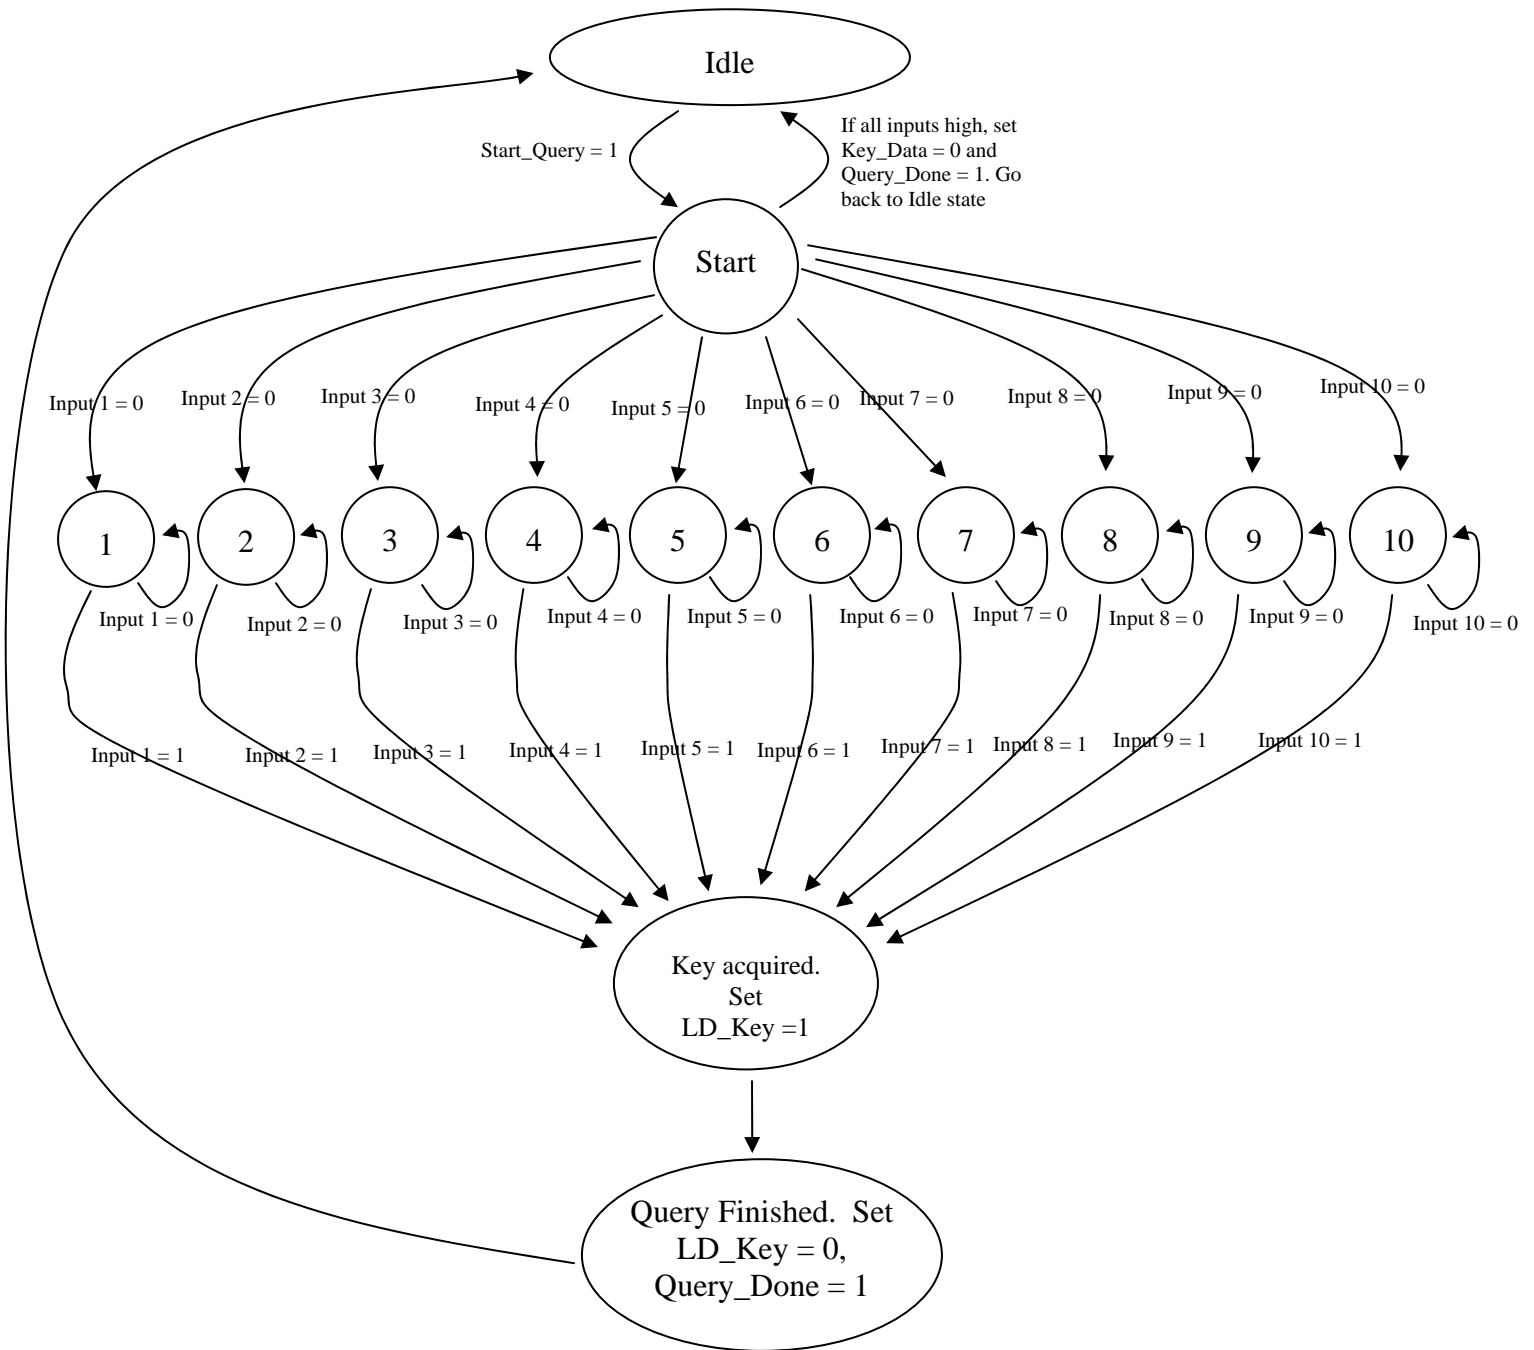 Idle
Start_Query = 1
If all inputs high, set
Key_Data = 0 and
Query_Done = 1. Go
back to Idle state
Start
Input 1 = 0
Input 2 = 0
Input 3 = 0
Input 4 = 0
Input 5 = 0
Input 6 = 0
Input 7 = 0
Input 8 = 0
Input 9 = 0
Input 10 = 0
1
2
3
4
5
6
7
8
9
10
Input 1 = 0
Input 2 = 0
Input 3 = 0
Input 4 = 0
Input 5 = 0
Input 6 = 0
Input 7 = 0
Input 8 = 0
Input 9 = 0
Input 10 = 0
Input 1 = 1
Input 2 = 1
Input 3 = 1
Input 4 = 1
Input 5 = 1
Input 6 = 1
Input 7 = 1
Input 8 = 1
Input 9 = 1
Input 10 = 1
Key acquired.
Set
LD_Key =1
Query Finished.  Set
LD_Key = 0,
Query_Done = 1